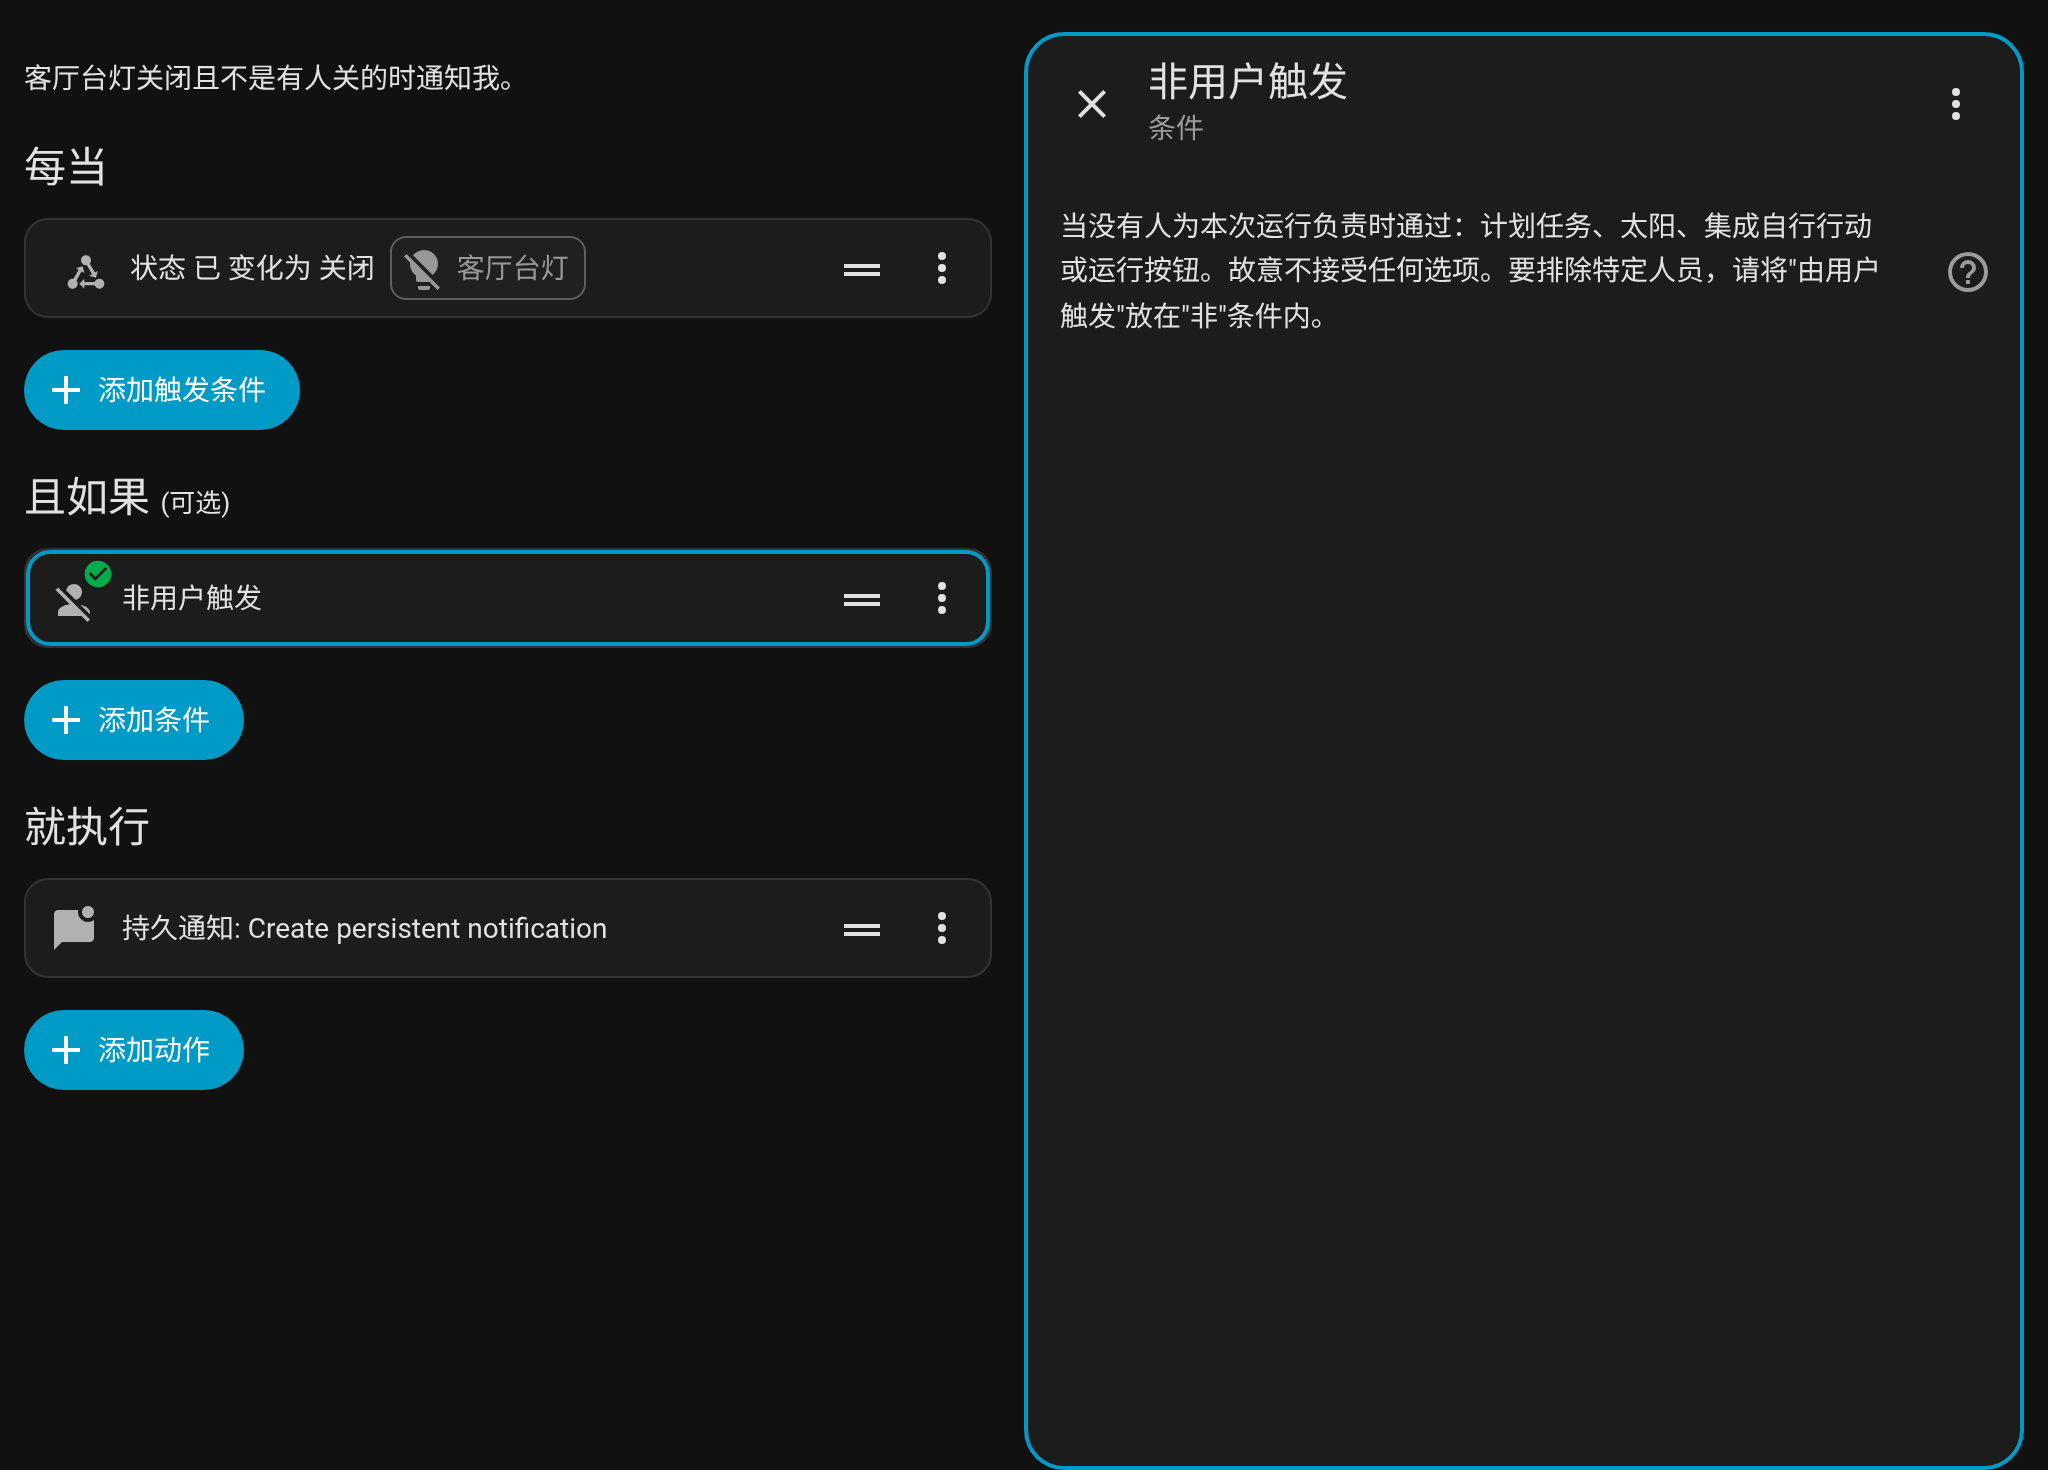 客厅台灯关闭且不是有人关的时通知我。
每当
状态 已 变化为 关闭 客厅台灯
添加触发条件
且如果 (可选)
非用户触发
添加条件
就执行
持久通知: Create persistent notification
添加动作
非用户触发
条件
当没有人为本次运行负责时通过：计划任务、太阳、集成自行行动
或运行按钮。故意不接受任何选项。要排除特定人员，请将"由用户
触发"放在"非"条件内。